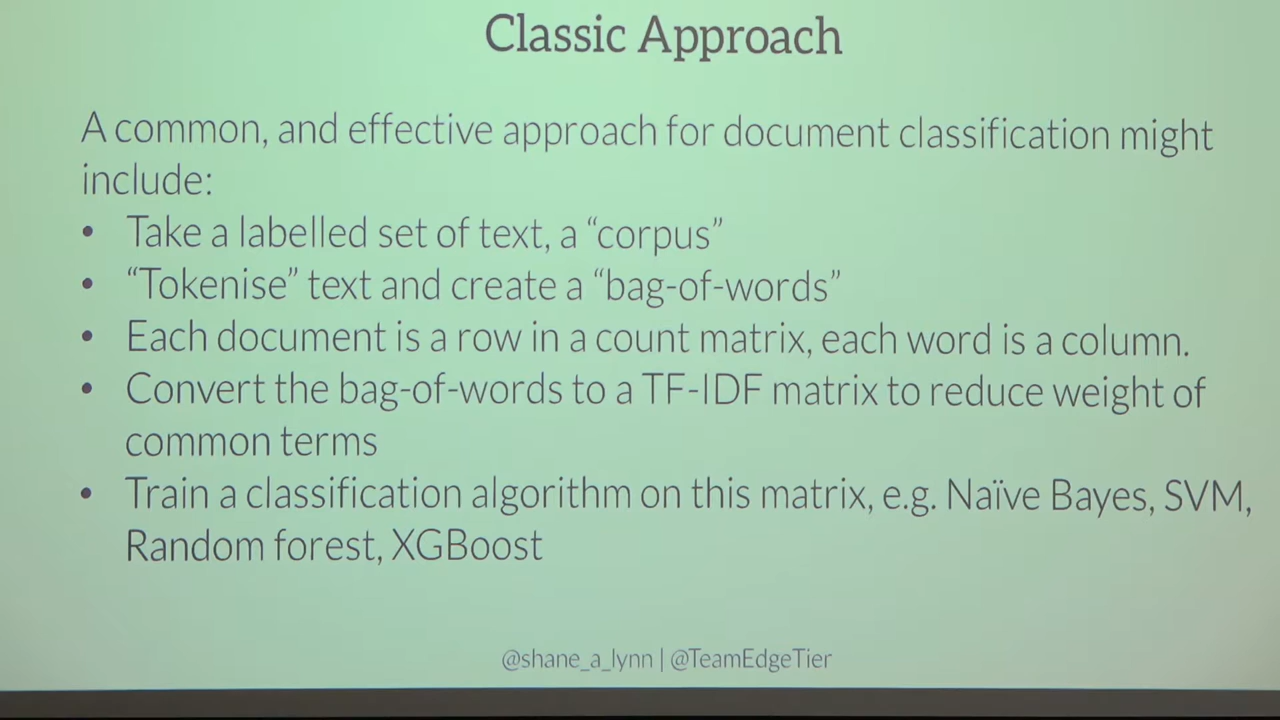 Classic Approach
A common, and effective approach for document classification might
include:
• Take a labelled set of text, a “corpus”
• “Tokenise” text and create a “bag-of-words”
• Each document is a row in a count matrix, each word is a column.
• Convert the bag-of-words to a TF-IDF matrix to reduce weight of
common terms
• Train a classification algorithm on this matrix, e.g. Naïve Bayes, SVM,
Random forest, XGBoost
@shane_a_lynn | @TeamEdgeTier